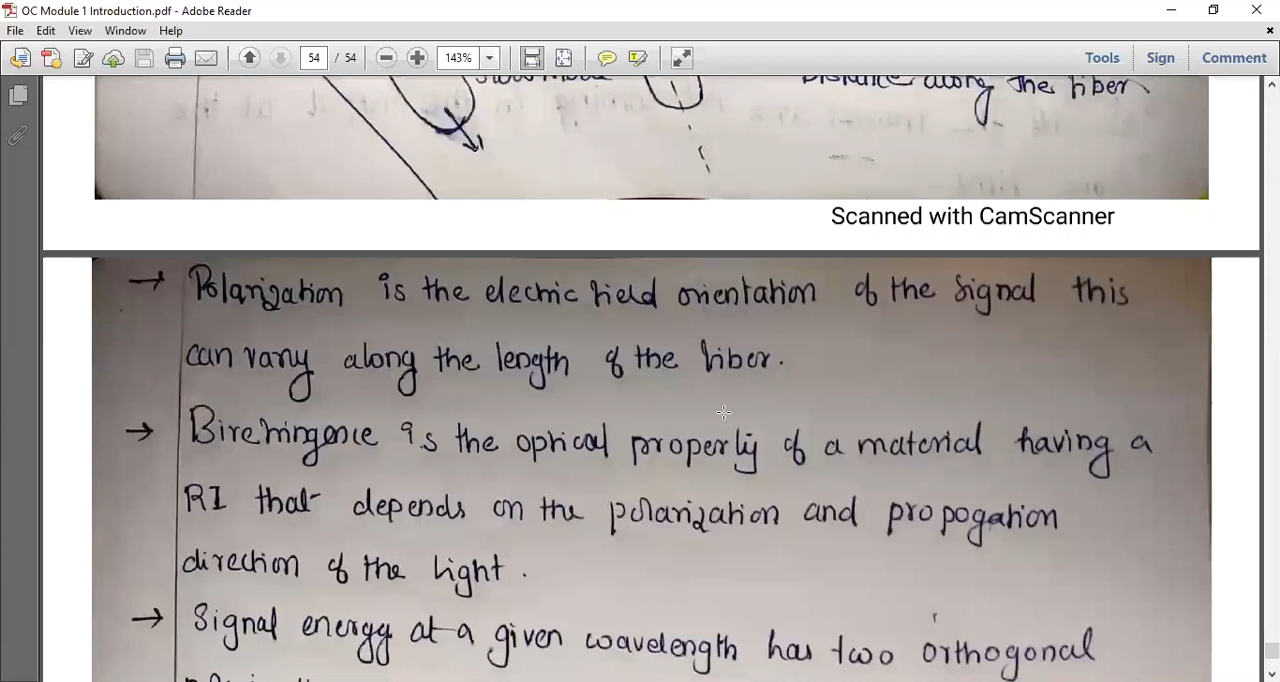 OC Module 1 Introduction.pdf - Adobe Reader
File Edit View Window Help
54 / 54 143% Tools Sign Comment
Distance along the fiber
Scanned with CamScanner
→ Polarization is the electric field orientation of the signal this
can vary along the length of the fiber.
→ Birefringence is the optical property of a material having a
RI that depends on the polarization and propogation
direction of the light.
→ Signal energy at a given wavelength has two orthogonal